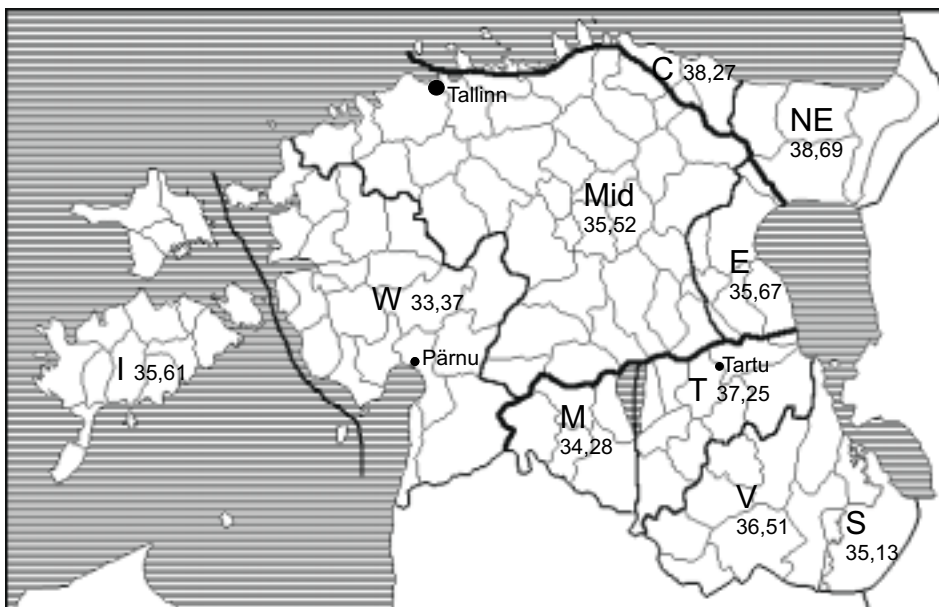 C 38,27
Tallinn
NE
38,69
Mid
35,52
E
35,67
W 33,37
Pärnu
I 35,61
Tartu
T 37,25
M
34,28
V
36,51
S
35,13